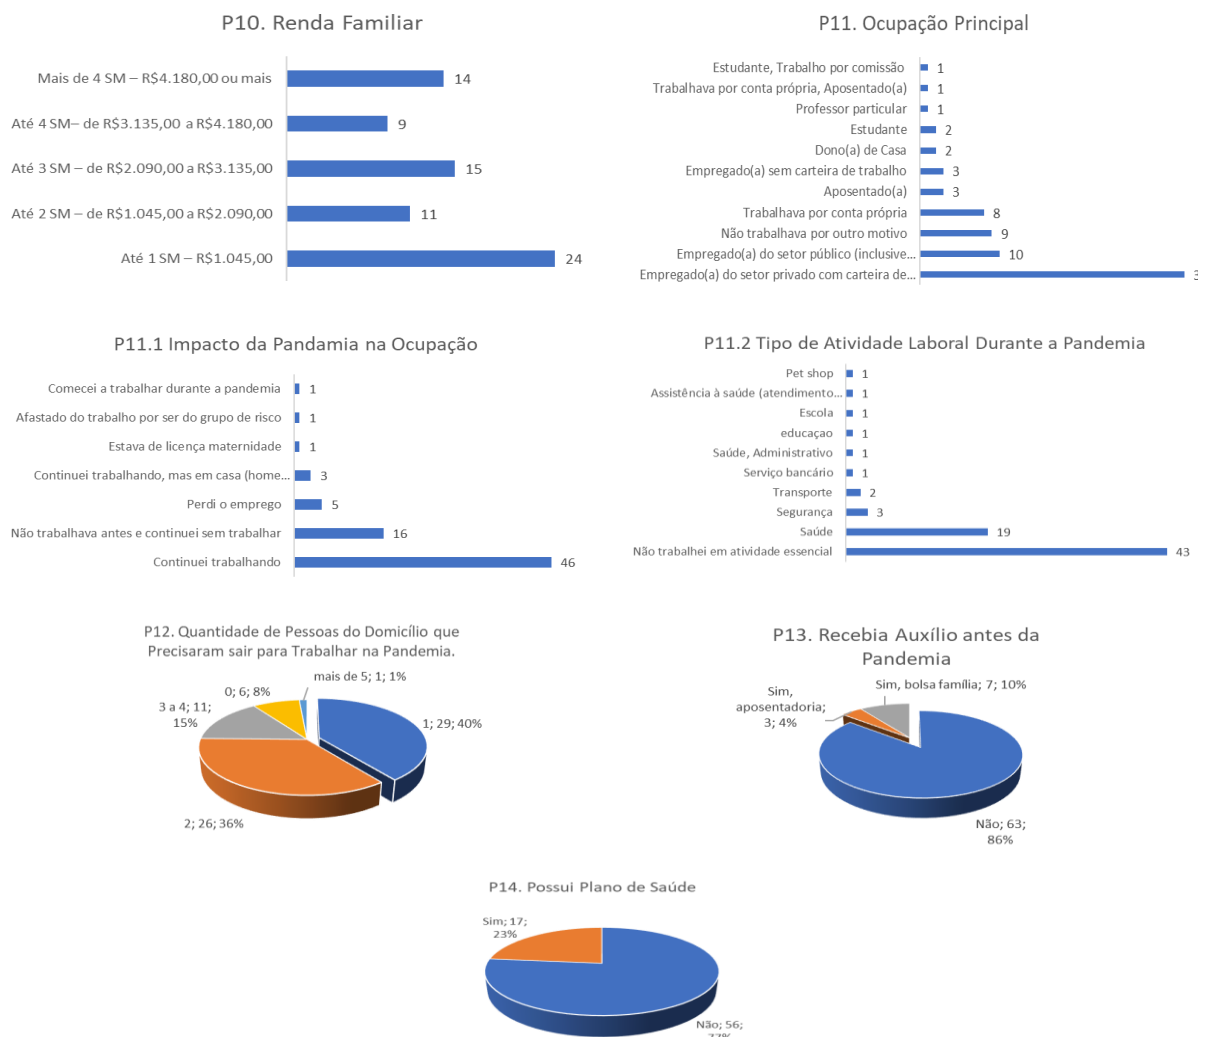 P10. Renda Familiar
Mais de 4 SM – R$4.180,00 ou mais
14
Até 4 SM– de R$3.135,00 a R$4.180,00
9
Até 3 SM – de R$2.090,00 a R$3.135,00
15
Até 2 SM – de R$1.045,00 a R$2.090,00
11
Até 1 SM – R$1.045,00
24
P11. Ocupação Principal
Estudante, Trabalho por comissão
1
Trabalhava por conta própria, Aposentado(a)
1
Professor particular
1
Estudante
2
Dono(a) de Casa
2
Empregado(a) sem carteira de trabalho
3
Aposentado(a)
3
Trabalhava por conta própria
8
Não trabalhava por outro motivo
9
Empregado(a) do setor público (inclusive...
10
Empregado(a) do setor privado com carteira de...
P11.1 Impacto da Pandamia na Ocupação
Comecei a trabalhar durante a pandemia
1
Afastado do trabalho por ser do grupo de risco
1
Estava de licença maternidade
1
Continuei trabalhando, mas em casa (home...
3
Perdi o emprego
5
Não trabalhava antes e continuei sem trabalhar
16
Continuei trabalhando
46
P11.2 Tipo de Atividade Laboral Durante a Pandemia
Pet shop
1
Assistência à saúde (atendimento...
1
Escola
1
educaçao
1
Saúde, Administrativo
1
Serviço bancário
1
Transporte
2
Segurança
3
Saúde
19
Não trabalhei em atividade essencial
43
P12. Quantidade de Pessoas do Domicílio que
Precisaram sair para Trabalhar na Pandemia.
mais de 5; 1; 1%
0; 6; 8%
3 a 4; 11;
15%
1; 29; 40%
2; 26; 36%
P13. Recebia Auxílio antes da
Pandemia
Sim, bolsa família; 7; 10%
Sim,
aposentadoria;
3; 4%
Não; 63;
86%
P14. Possui Plano de Saúde
Sim; 17;
23%
Não; 56;
77%